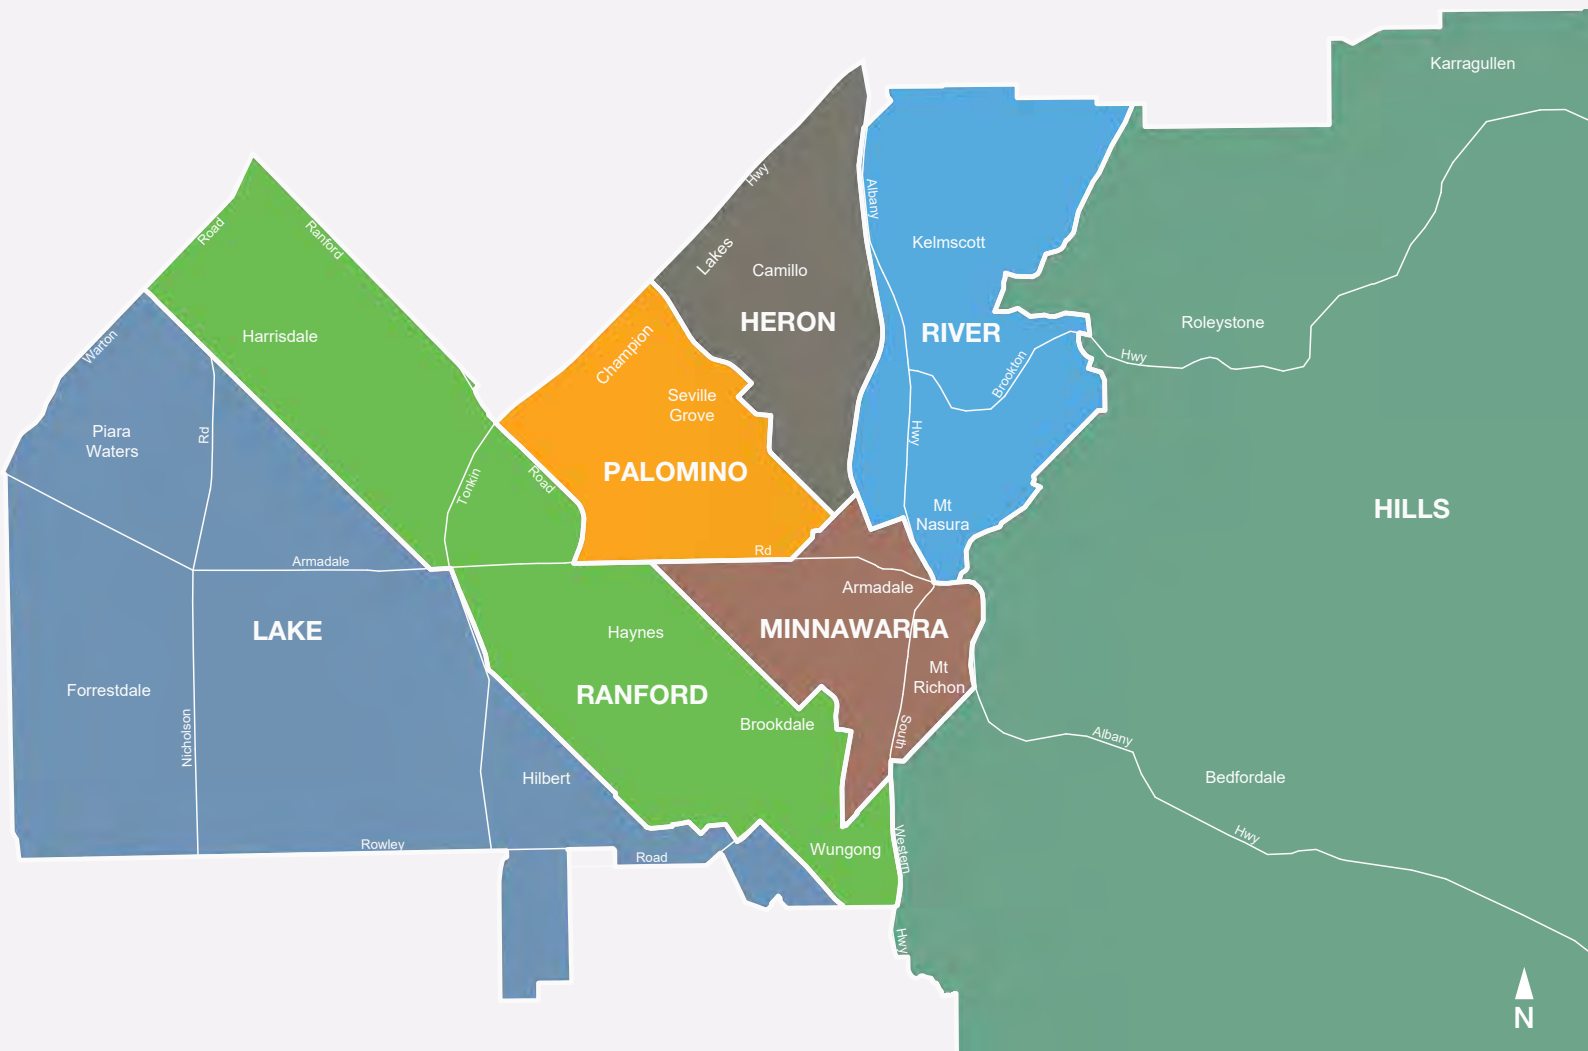 Karragullen
Hwy
Road
Albany
Ranford
Kelmscott
Lakes
Camillo
HERON
RIVER
Roleystone
Harrisdale
Warton
Champion
Hwy
Brookton
Seville
Grove
Piara
Waters
Rd
Hwy
PALOMINO
Tonkin
Road
HILLS
Mt
Nasura
Rd
Armadale
Armadale
LAKE
Haynes
MINNAWARRA
Mt
Richon
Forrestdale
RANFORD
Brookdale
Nicholson
South
Albany
Hilbert
Bedfordale
Hwy
Rowley
Road
Wungong
Western
Hwy
N